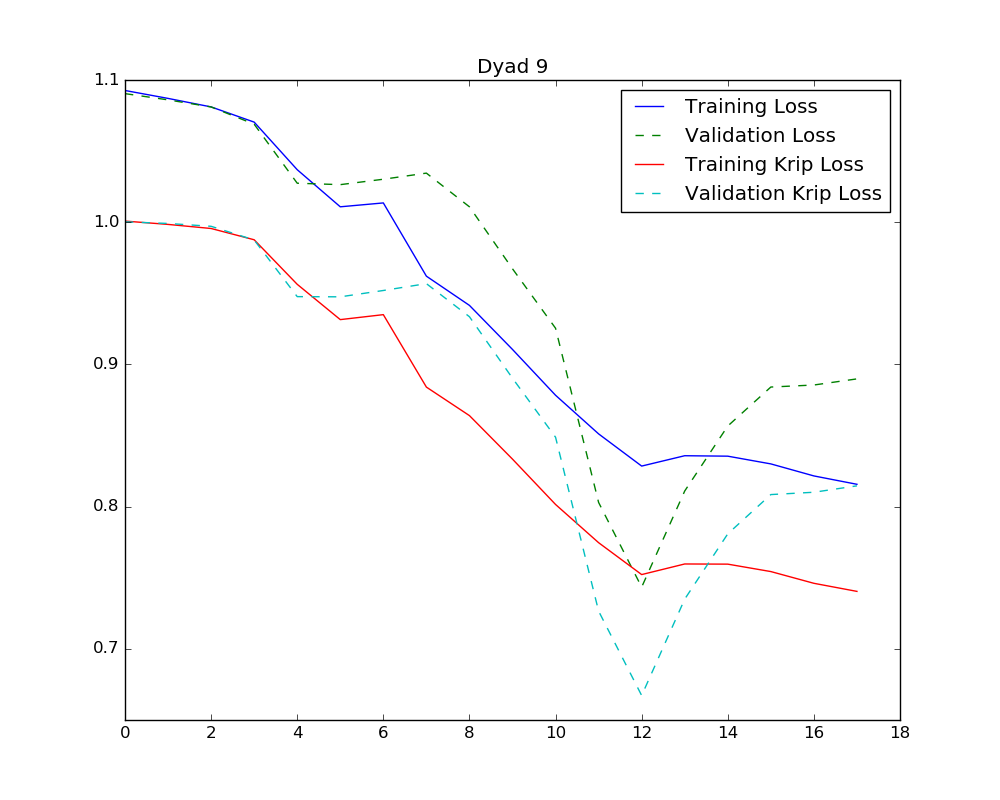 Dyad 9
Training Loss
Validation Loss
Training Krip Loss
Validation Krip Loss
1.1
1.0
0.9
0.8
0.7
0 2 4 6 8 10 12 14 16 18